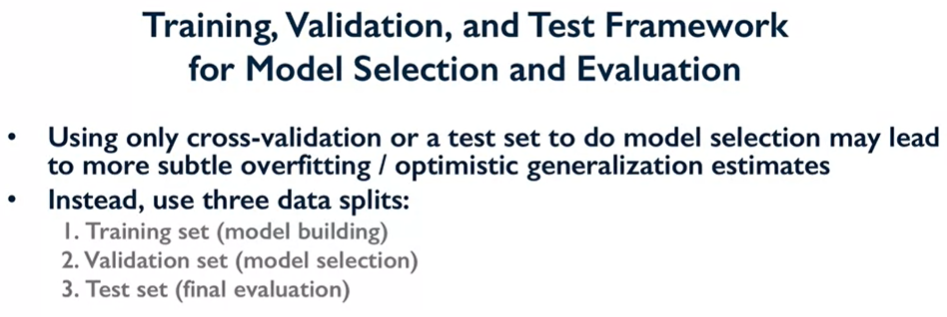 Training, Validation, and Test Framework
for Model Selection and Evaluation
• Using only cross-validation or a test set to do model selection may lead
to more subtle overfitting / optimistic generalization estimates
• Instead, use three data splits:
1. Training set (model building)
2. Validation set (model selection)
3. Test set (final evaluation)